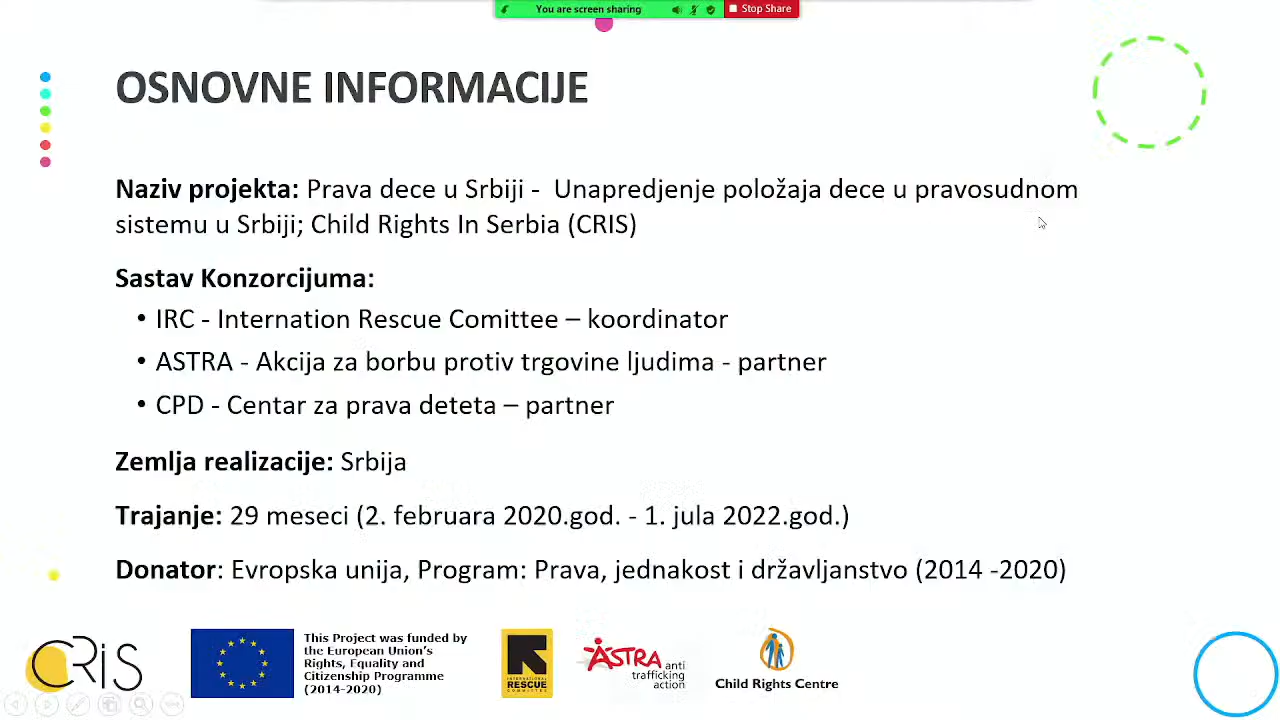 You are screen sharing
Stop Share
OSNOVNE INFORMACIJE
Naziv projekta: Prava dece u Srbiji - Unapredjenje položaja dece u pravosudnom
sistemu u Srbiji; Child Rights In Serbia (CRIS)
Sastav Konzorcijuma:
• IRC - Internation Rescue Comittee – koordinator
• ASTRA - Akcija za borbu protiv trgovine ljudima - partner
• CPD - Centar za prava deteta – partner
Zemlja realizacije: Srbija
Trajanje: 29 meseci (2. februara 2020.god. - 1. jula 2022.god.)
Donator: Evropska unija, Program: Prava, jednakost i državljanstvo (2014 -2020)
CRiS
This Project was funded by
the European Union's
Rights, Equality and
Citizenship Programme
(2014-2020)
INTERNATIONAL
RESCUE
COMMITTEE
ASTRA anti
trafficking
action
Child Rights Centre